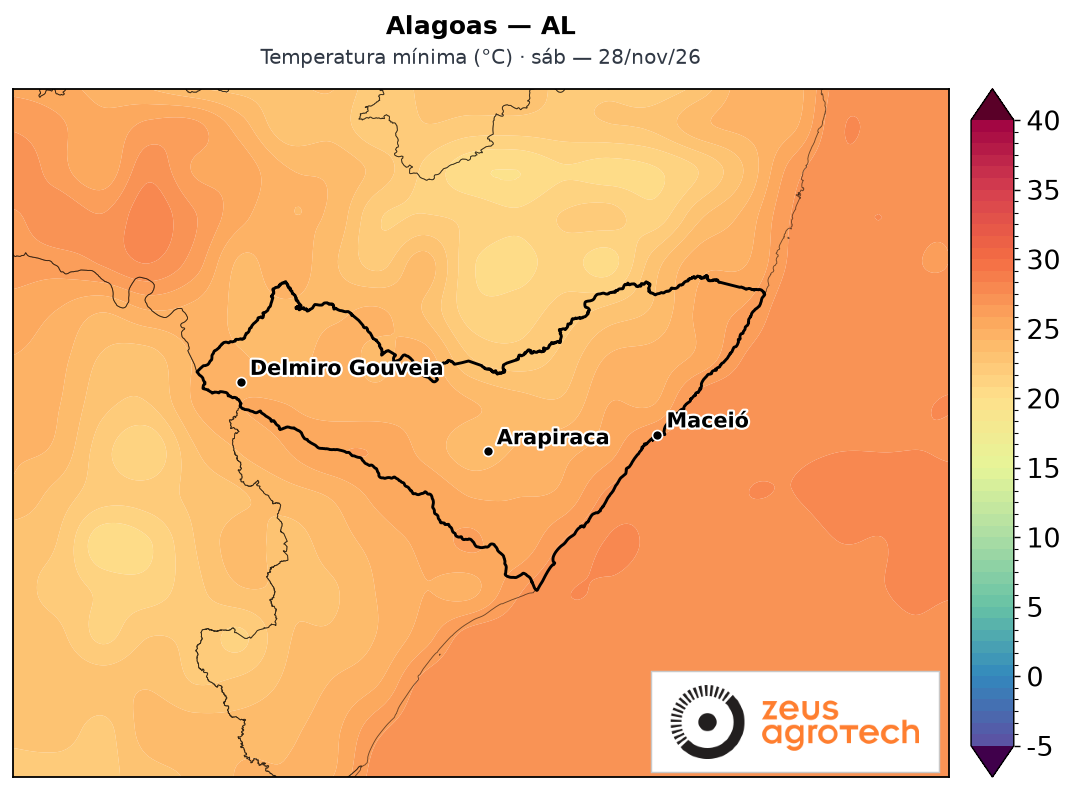 Alagoas — AL
Temperatura mínima (°C) · sáb — 28/nov/26
Delmiro Gouveia
Arapiraca
Maceió
40
35
30
25
20
15
10
5
0
-5
zeus
agrotech